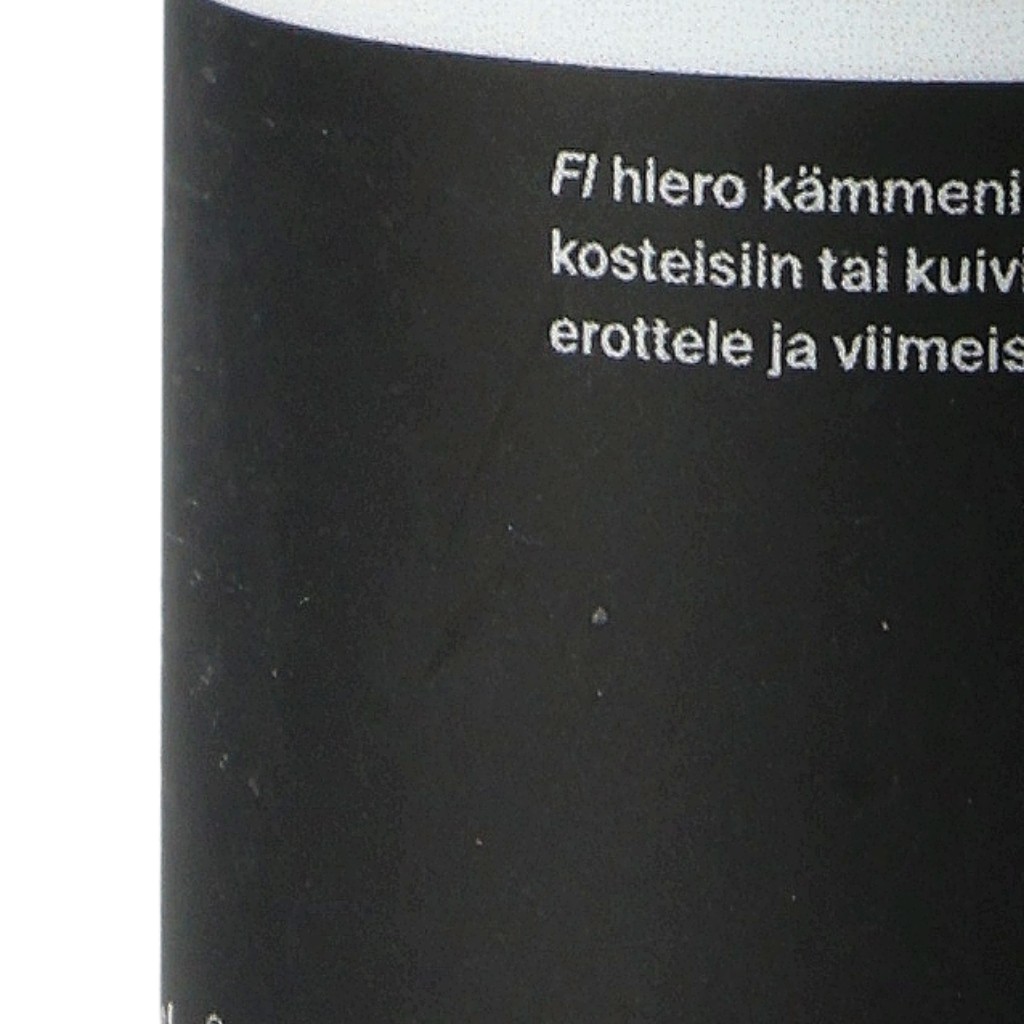 FI hiero kämmeni
kosteisiin tai kuivi
erottele ja viimeis